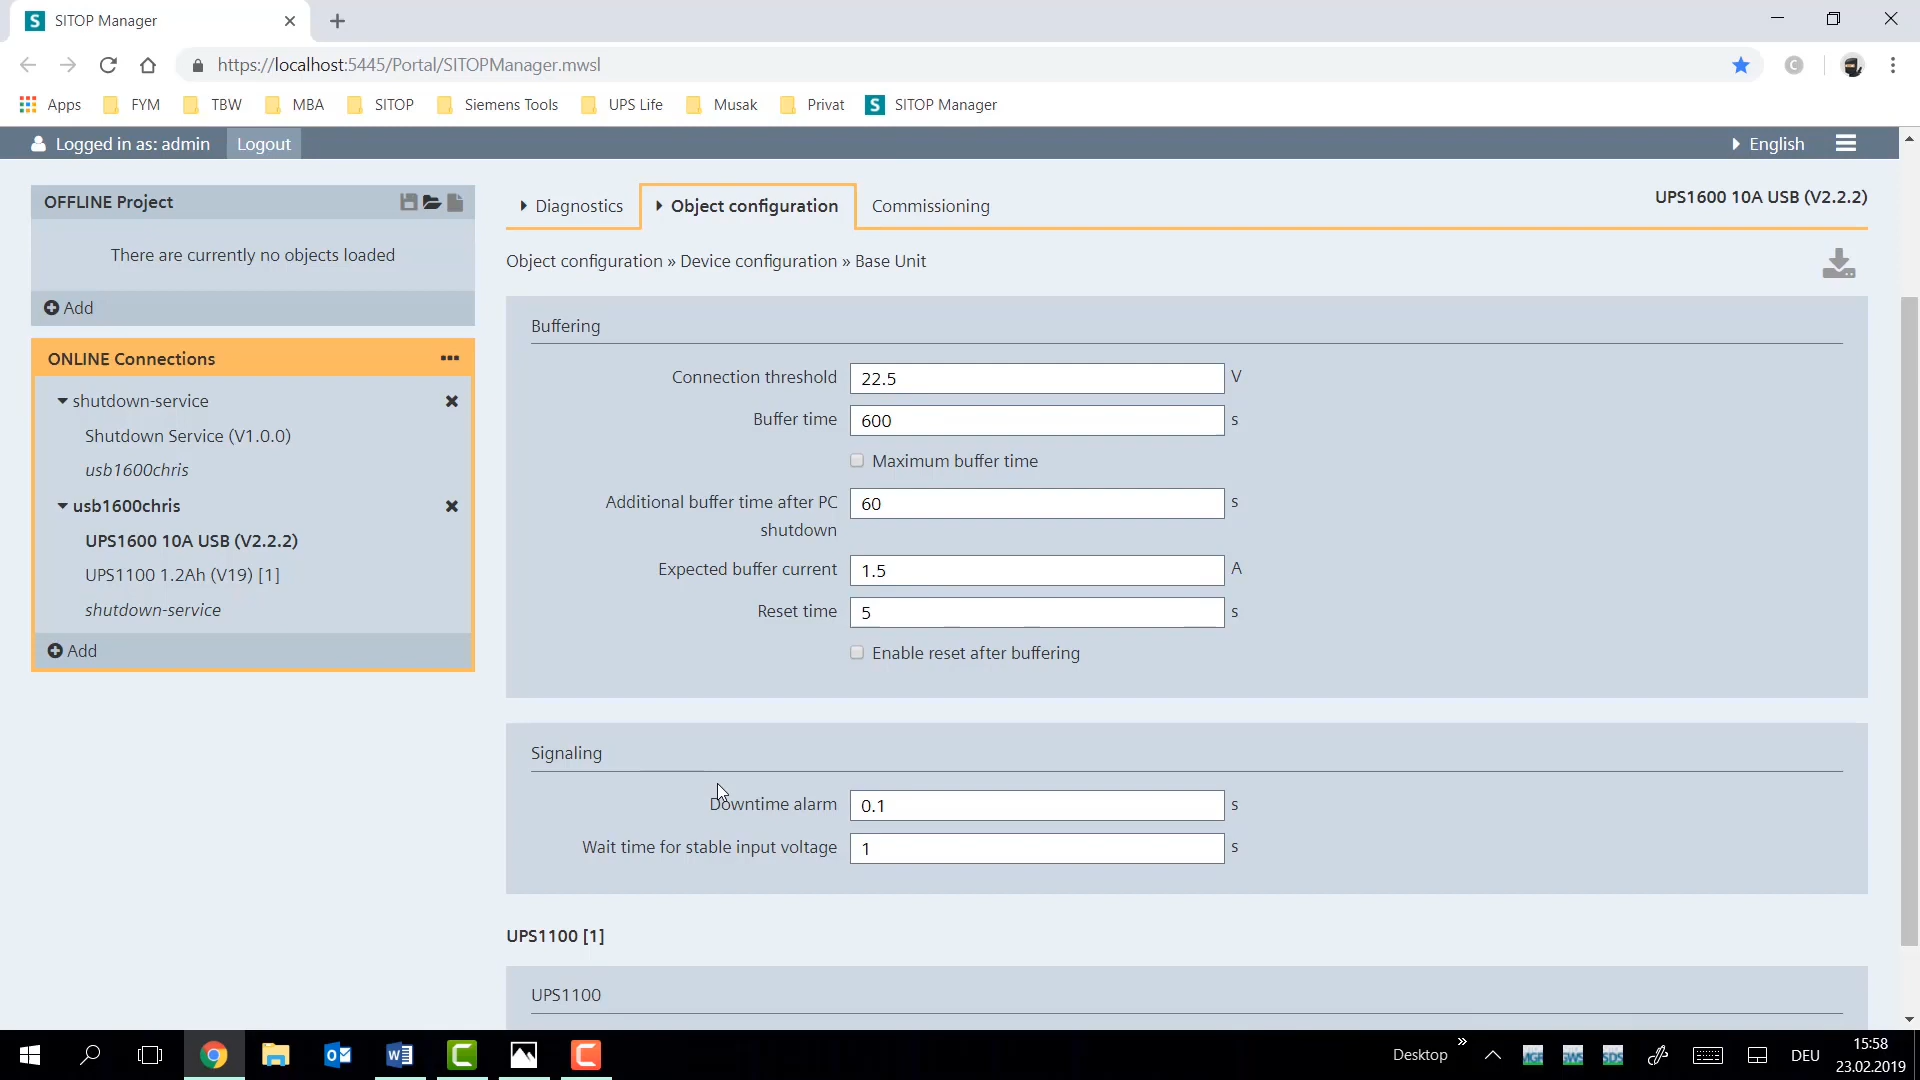 SITOP Manager
https://localhost:5445/Portal/SITOPManager.mwsl
Apps FYM TBW MBA SITOP Siemens Tools UPS Life Musak Privat SITOP Manager
Logged in as: admin Logout English
OFFLINE Project
There are currently no objects loaded
Add
ONLINE Connections
shutdown-service
Shutdown Service (V1.0.0)
usb1600chris
usb1600chris
UPS1600 10A USB (V2.2.2)
UPS1100 1.2Ah (V19) [1]
shutdown-service
Add
Diagnostics Object configuration Commissioning
UPS1600 10A USB (V2.2.2)
Object configuration » Device configuration » Base Unit
Buffering
Connection threshold 22.5 V
Buffer time 600 s
Maximum buffer time
Additional buffer time after PC 60 s
shutdown
Expected buffer current 1.5 A
Reset time 5 s
Enable reset after buffering
Signaling
Downtime alarm 0.1 s
Wait time for stable input voltage 1 s
UPS1100 [1]
UPS1100
Desktop DEU
15:58
23.02.2019